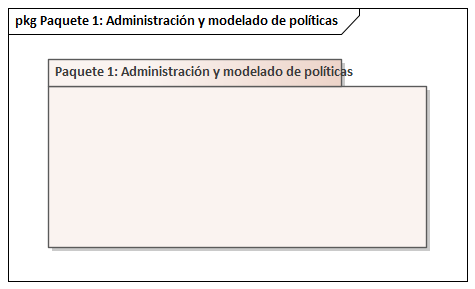 pkg Paquete 1: Administración y modelado de políticas
Paquete 1: Administración y modelado de políticas